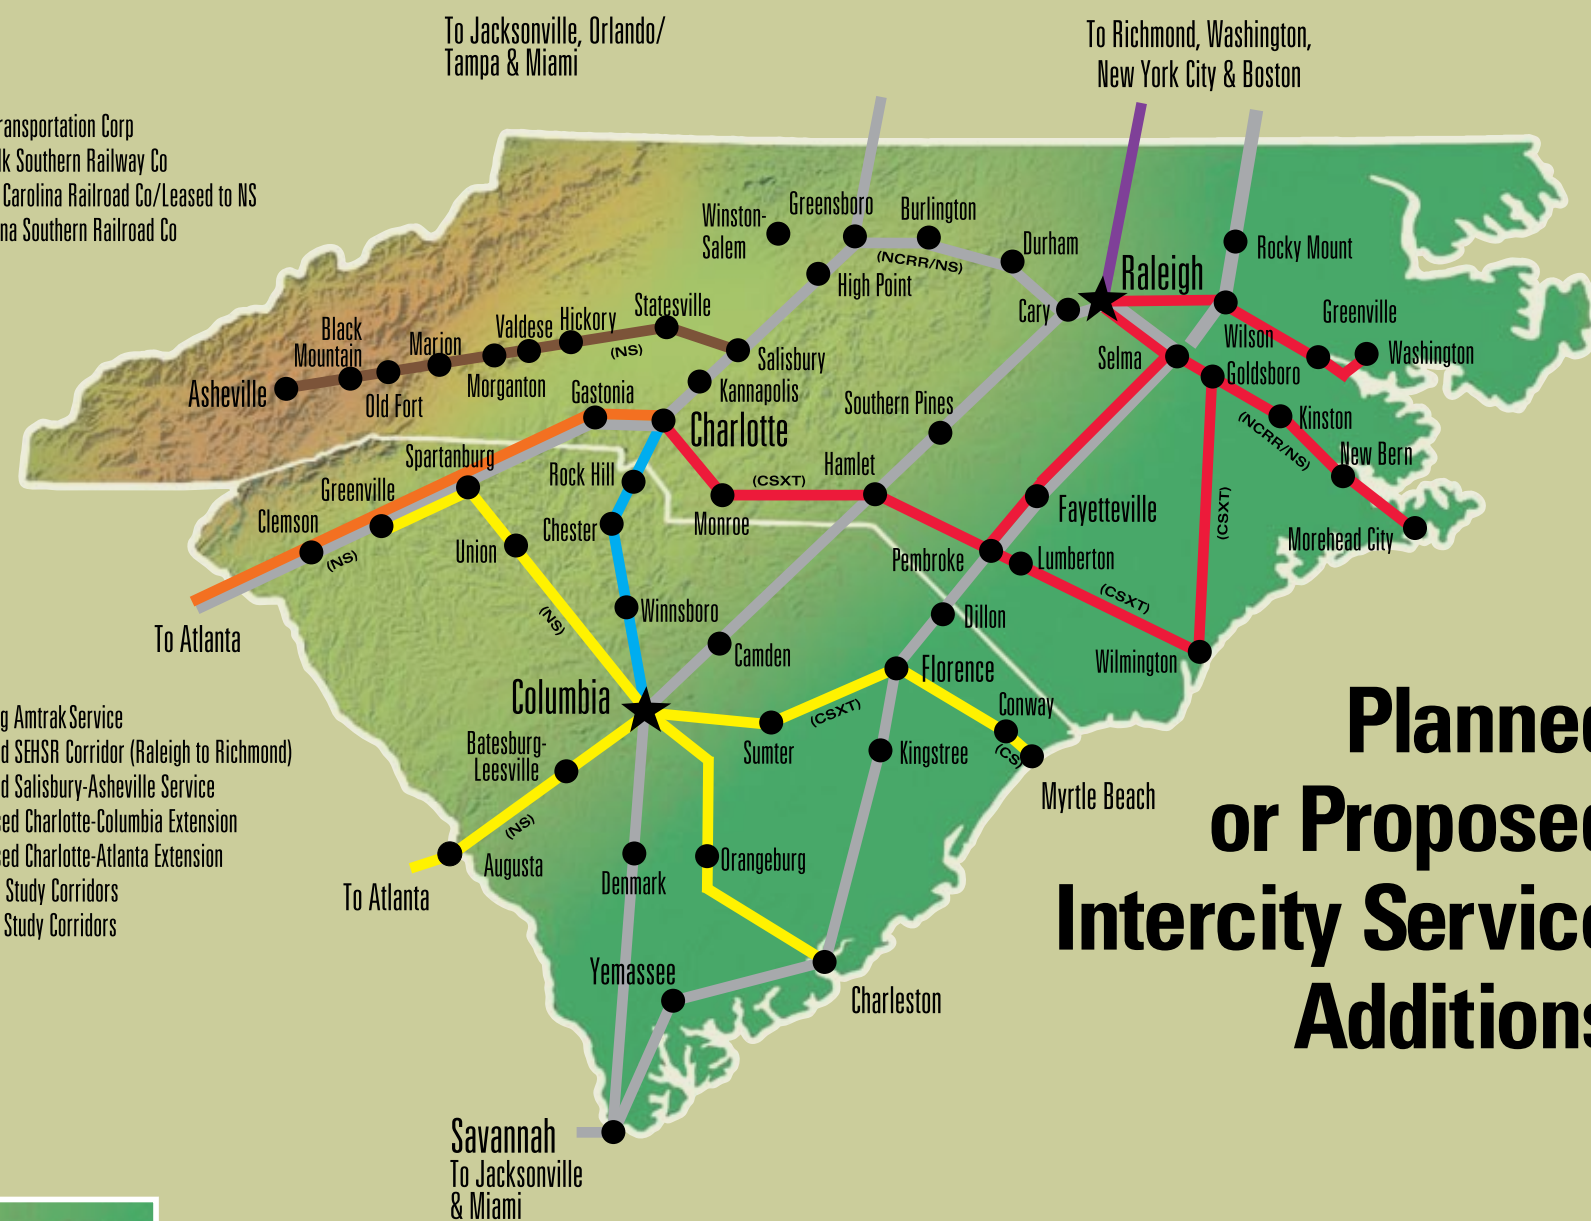 To Jacksonville, Orlando/
Tampa & Miami
To Richmond, Washington,
New York City & Boston
ransportation Corp
lk Southern Railway Co
Carolina Railroad Co/Leased to NS
na Southern Railroad Co
Winston-
Salem
Greensboro
Burlington
(NCRR/NS)
Durham
High Point
Cary
Raleigh
Rocky Mount
Wilson
Greenville
Washington
Selma
Goldsboro
Kinston
(NCRR/NS)
New Bern
Morehead City
Statesville
Hickory
Valdese
(NS)
Marion
Morganton
Black
Mountain
Old Fort
Asheville
Salisbury
Kannapolis
Gastonia
Charlotte
Southern Pines
Hamlet
(CSXT)
Monroe
Rock Hill
Spartanburg
Greenville
Clemson
(NS)
To Atlanta
Chester
Union
(NS)
Winnsboro
Fayetteville
Pembroke
Lumberton
(CSXT)
(CSXT)
Wilmington
Dillon
Camden
Columbia
Florence
(CSXT)
Sumter
Conway
(CS)
Myrtle Beach
Kingstree
Batesburg-
Leesville
(NS)
Augusta
To Atlanta
Denmark
Orangeburg
Yemassee
Charleston
Savannah
To Jacksonville
& Miami
g Amtrak Service
d SEHSR Corridor (Raleigh to Richmond)
d Salisbury-Asheville Service
sed Charlotte-Columbia Extension
sed Charlotte-Atlanta Extension
Study Corridors
Study Corridors
Planned
or Proposed
Intercity Service
Additions